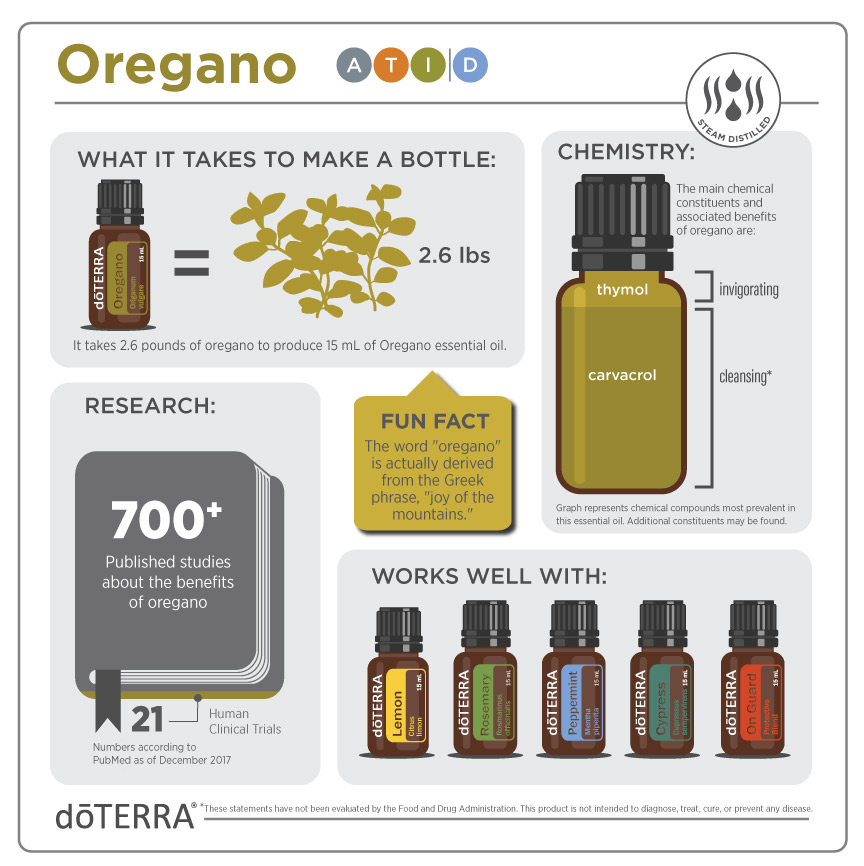 Oregano
A T I D
STEAM DISTILLED
WHAT IT TAKES TO MAKE A BOTTLE:
dōTERRA
Oregano
Origanum
vulgare
15 mL
=
2.6 lbs
It takes 2.6 pounds of oregano to produce 15 mL of Oregano essential oil.
CHEMISTRY:
The main chemical
constituents and
associated benefits
of oregano are:
thymol
invigorating
carvacrol
cleansing*
Graph represents chemical compounds most prevalent in
this essential oil. Additional constituents may be found.
RESEARCH:
700+
Published studies
about the benefits
of oregano
21
Human
Clinical Trials
Numbers according to
PubMed as of December 2017
FUN FACT
The word "oregano"
is actually derived
from the Greek
phrase, "joy of the
mountains."
WORKS WELL WITH:
dōTERRA
Lemon
Citrus
limon
15 mL
dōTERRA
Rosemary
Rosmarinus
officinalis
15 mL
dōTERRA
Peppermint
Mentha
piperita
15 mL
dōTERRA
Cypress
Cupressus
sempervirens
15 mL
dōTERRA
On Guard
Protective
Blend
15 mL
dōTERRA®
*These statements have not been evaluated by the Food and Drug Administration. This product is not intended to diagnose, treat, cure, or prevent any disease.